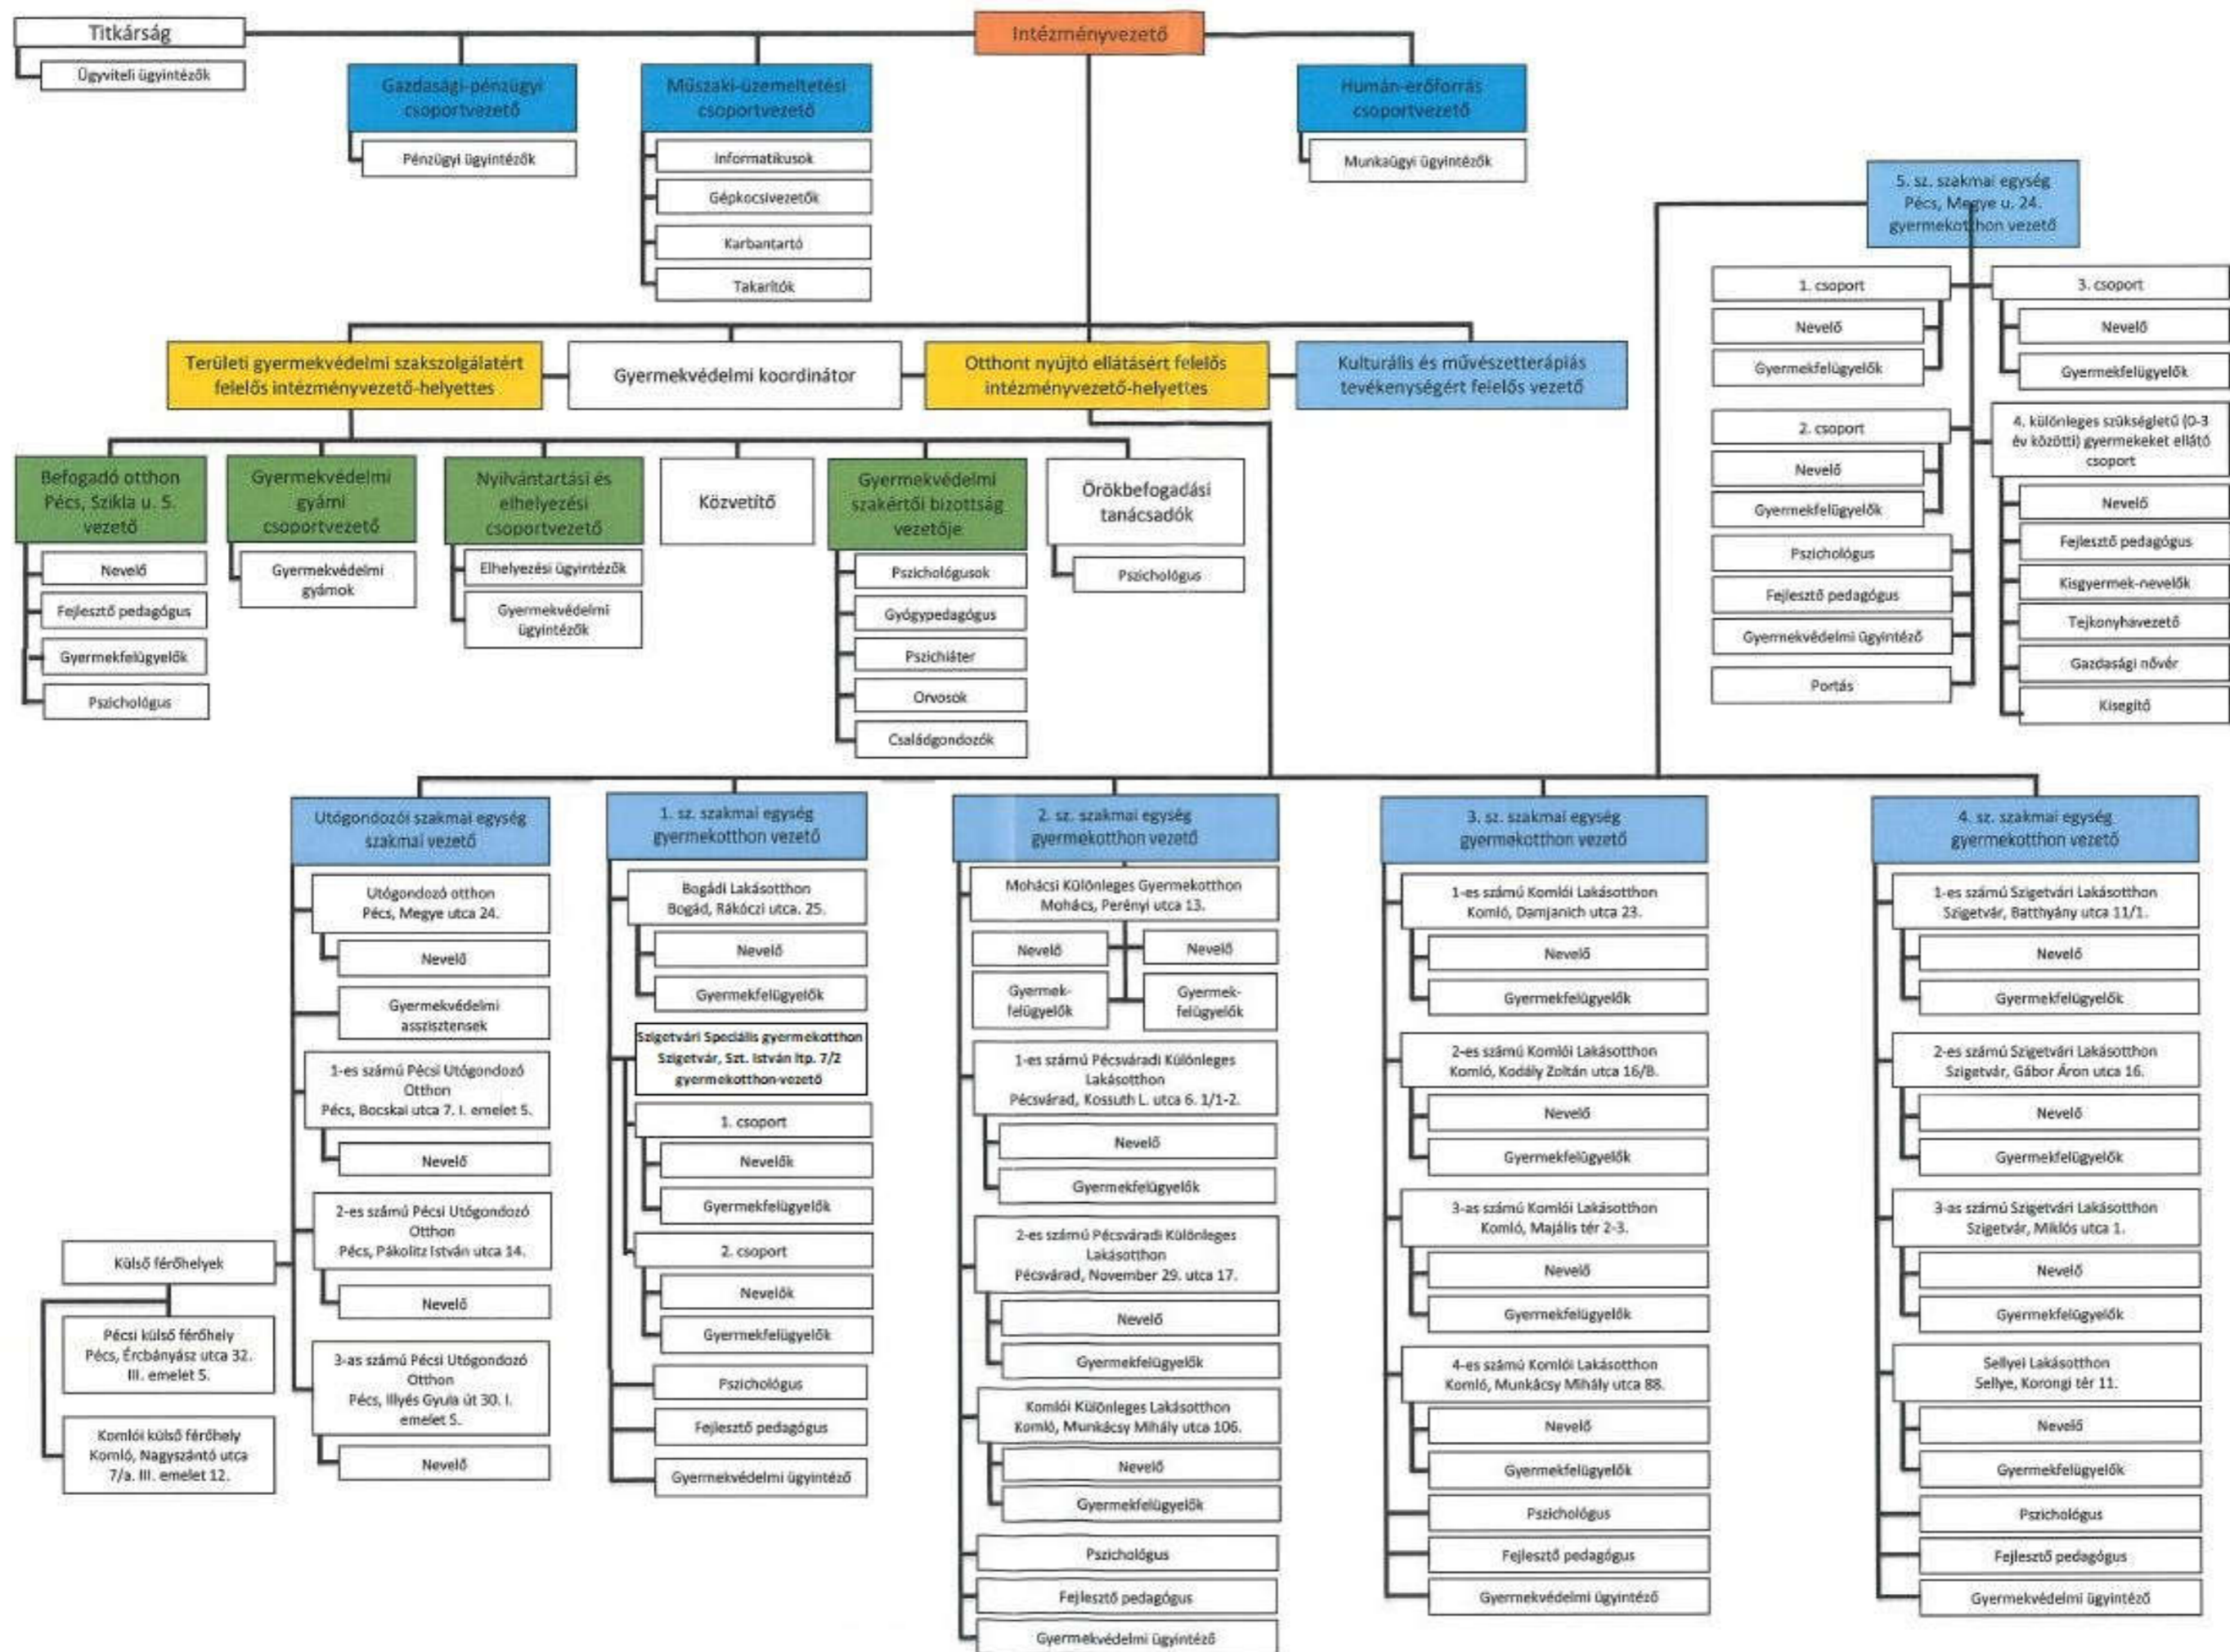 Titkárság
Ügyviteli ügyintézők
Intézményvezető
Gazdasági-pénzügyi
csoportvezető
Pénzügyi ügyintézők
Műszaki-üzemeltetési
csoportvezető
Informatikusok
Gépkocsivezetők
Karbantartó
Takarítók
Humán-erőforrás
csoportvezető
Munkaügyi ügyintézők
5. sz. szakmai egység
Pécs, Megye u. 24.
gyermekotthon vezető
1. csoport
Nevelő
Gyermekfelügyelők
2. csoport
Nevelő
Gyermekfelügyelők
Pszichológus
Fejlesztő pedagógus
Gyermekvédelmi ügyintéző
Portás
3. csoport
Nevelő
Gyermekfelügyelők
4. különleges szükségletű (0-3
év közötti) gyermekeket ellátó
csoport
Nevelő
Fejlesztő pedagógus
Kisgyermek-nevelők
Tejkonyhavezető
Gazdasági nővér
Kisegítő
Területi gyermekvédelmi szakszolgálatért
felelős intézményvezető-helyettes
Gyermekvédelmi koordinátor
Otthont nyújtó ellátásért felelős
intézményvezető-helyettes
Kulturális és művészetterápiás
tevékenységért felelős vezető
Befogadó otthon
Pécs, Szikla u. 5.
vezető
Nevelő
Fejlesztő pedagógus
Gyermekfelügyelők
Pszichológus
Gyermekvédelmi
gyámi
csoportvezető
Gyermekvédelmi
gyámok
Nyilvántartási és
elhelyezési
csoportvezető
Elhelyezési ügyintézők
Gyermekvédelmi
ügyintézők
Közvetítő
Gyermekvédelmi
szakértői bizottság
vezetője
Pszichológusok
Gyógypedagógus
Pszichiáter
Orvosok
Családgondozók
Örökbefogadási
tanácsadók
Pszichológus
Utógondozói szakmai egység
szakmai vezető
Utógondozó otthon
Pécs, Megye utca 24.
Nevelő
Gyermekvédelmi
asszisztensek
1-es számú Pécsi Utógondozó
Otthon
Pécs, Bocskai utca 7. I. emelet 5.
Nevelő
2-es számú Pécsi Utógondozó
Otthon
Pécs, Pákolitz István utca 14.
Nevelő
3-as számú Pécsi Utógondozó
Otthon
Pécs, Illyés Gyula út 30. I.
emelet 5.
Nevelő
Külső férőhelyek
Pécsi külső férőhely
Pécs, Ércbányász utca 32.
III. emelet 5.
Komlói külső férőhely
Komló, Nagyszántó utca
7/a. III. emelet 12.
1. sz. szakmai egység
gyermekotthon vezető
Bogádi Lakásotthon
Bogád, Rákóczi utca. 25.
Nevelő
Gyermekfelügyelők
Szigetvári Speciális gyermekotthon
Szigetvár, Szt. István ltp. 7/2
gyermekotthon-vezető
1. csoport
Nevelők
Gyermekfelügyelők
2. csoport
Nevelők
Gyermekfelügyelők
Pszichológus
Fejlesztő pedagógus
Gyermekvédelmi ügyintéző
2. sz. szakmai egység
gyermekotthon vezető
Mohácsi Különleges Gyermekotthon
Mohács, Perényi utca 13.
Nevelő
Nevelő
Gyermek-
felügyelők
Gyermek-
felügyelők
1-es számú Pécsváradi Különleges
Lakásotthon
Pécsvárad, Kossuth L. utca 6. 1/1-2.
Nevelő
Gyermekfelügyelők
2-es számú Pécsváradi Különleges
Lakásotthon
Pécsvárad, November 29. utca 17.
Nevelő
Gyermekfelügyelők
Komlói Különleges Lakásotthon
Komló, Munkácsy Mihály utca 106.
Nevelő
Gyermekfelügyelők
Pszichológus
Fejlesztő pedagógus
Gyermekvédelmi ügyintéző
3. sz. szakmai egység
gyermekotthon vezető
1-es számú Komlói Lakásotthon
Komló, Damjanich utca 23.
Nevelő
Gyermekfelügyelők
2-es számú Komlói Lakásotthon
Komló, Kodály Zoltán utca 16/B.
Nevelő
Gyermekfelügyelők
3-as számú Komlói Lakásotthon
Komló, Majális tér 2-3.
Nevelő
Gyermekfelügyelők
4-es számú Komlói Lakásotthon
Komló, Munkácsy Mihály utca 88.
Nevelő
Gyermekfelügyelők
Pszichológus
Fejlesztő pedagógus
Gyermekvédelmi ügyintéző
4. sz. szakmai egység
gyermekotthon vezető
1-es számú Szigetvári Lakásotthon
Szigetvár, Batthyány utca 11/1.
Nevelő
Gyermekfelügyelők
2-es számú Szigetvári Lakásotthon
Szigetvár, Gábor Áron utca 16.
Nevelő
Gyermekfelügyelők
3-as számú Szigetvári Lakásotthon
Szigetvár, Miklós utca 1.
Nevelő
Gyermekfelügyelők
Sellyei Lakásotthon
Sellye, Korongi tér 11.
Nevelő
Gyermekfelügyelők
Pszichológus
Fejlesztő pedagógus
Gyermekvédelmi ügyintéző